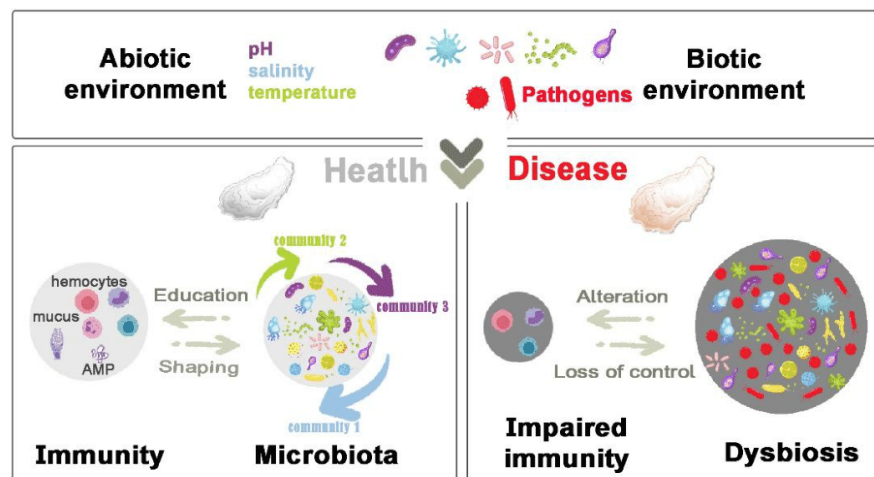 Abiotic
environment
pH
salinity
temperature
Pathogens
Biotic
environment
Heatlh
Disease
community 2
community 3
community 1
hemocytes
mucus
AMP
Education
Shaping
Immunity
Microbiota
Alteration
Loss of control
Impaired
immunity
Dysbiosis